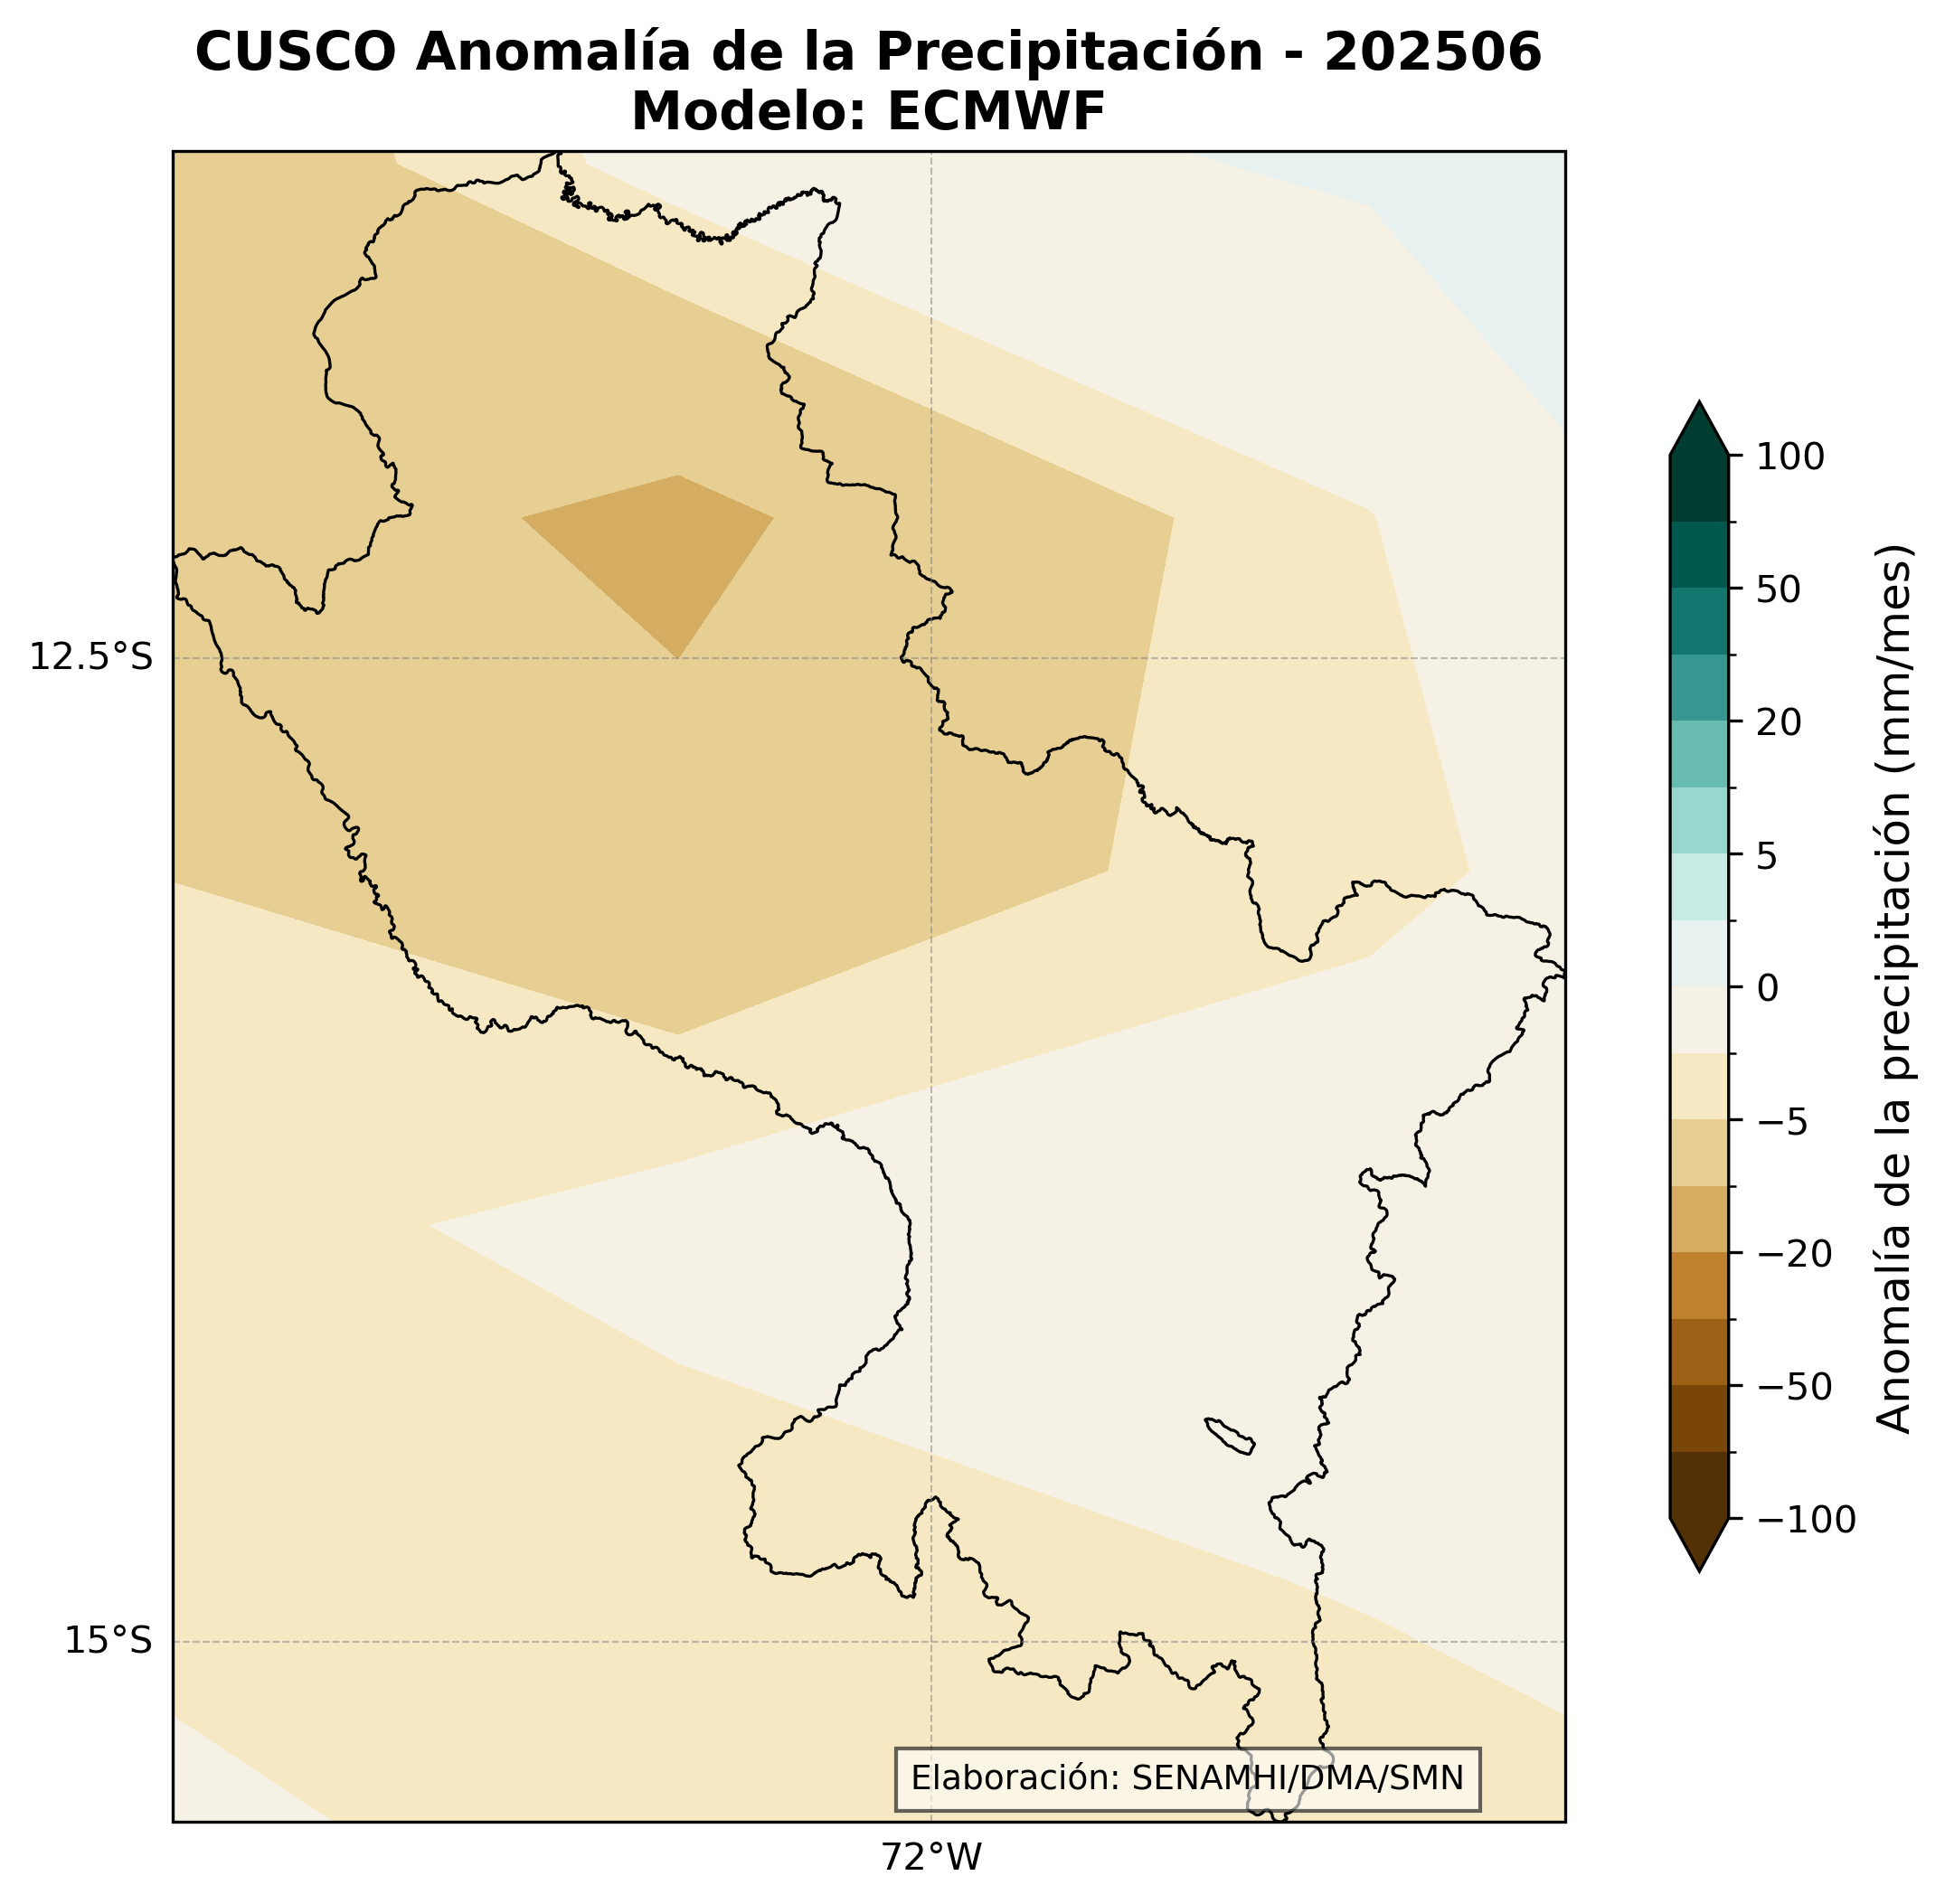 CUSCO Anomalía de la Precipitación - 202506
Modelo: ECMWF
12.5°S
15°S
72°W
100
50
20
5
0
−5
−20
−50
−100
Anomalía de la precipitación (mm/mes)
Elaboración: SENAMHI/DMA/SMN